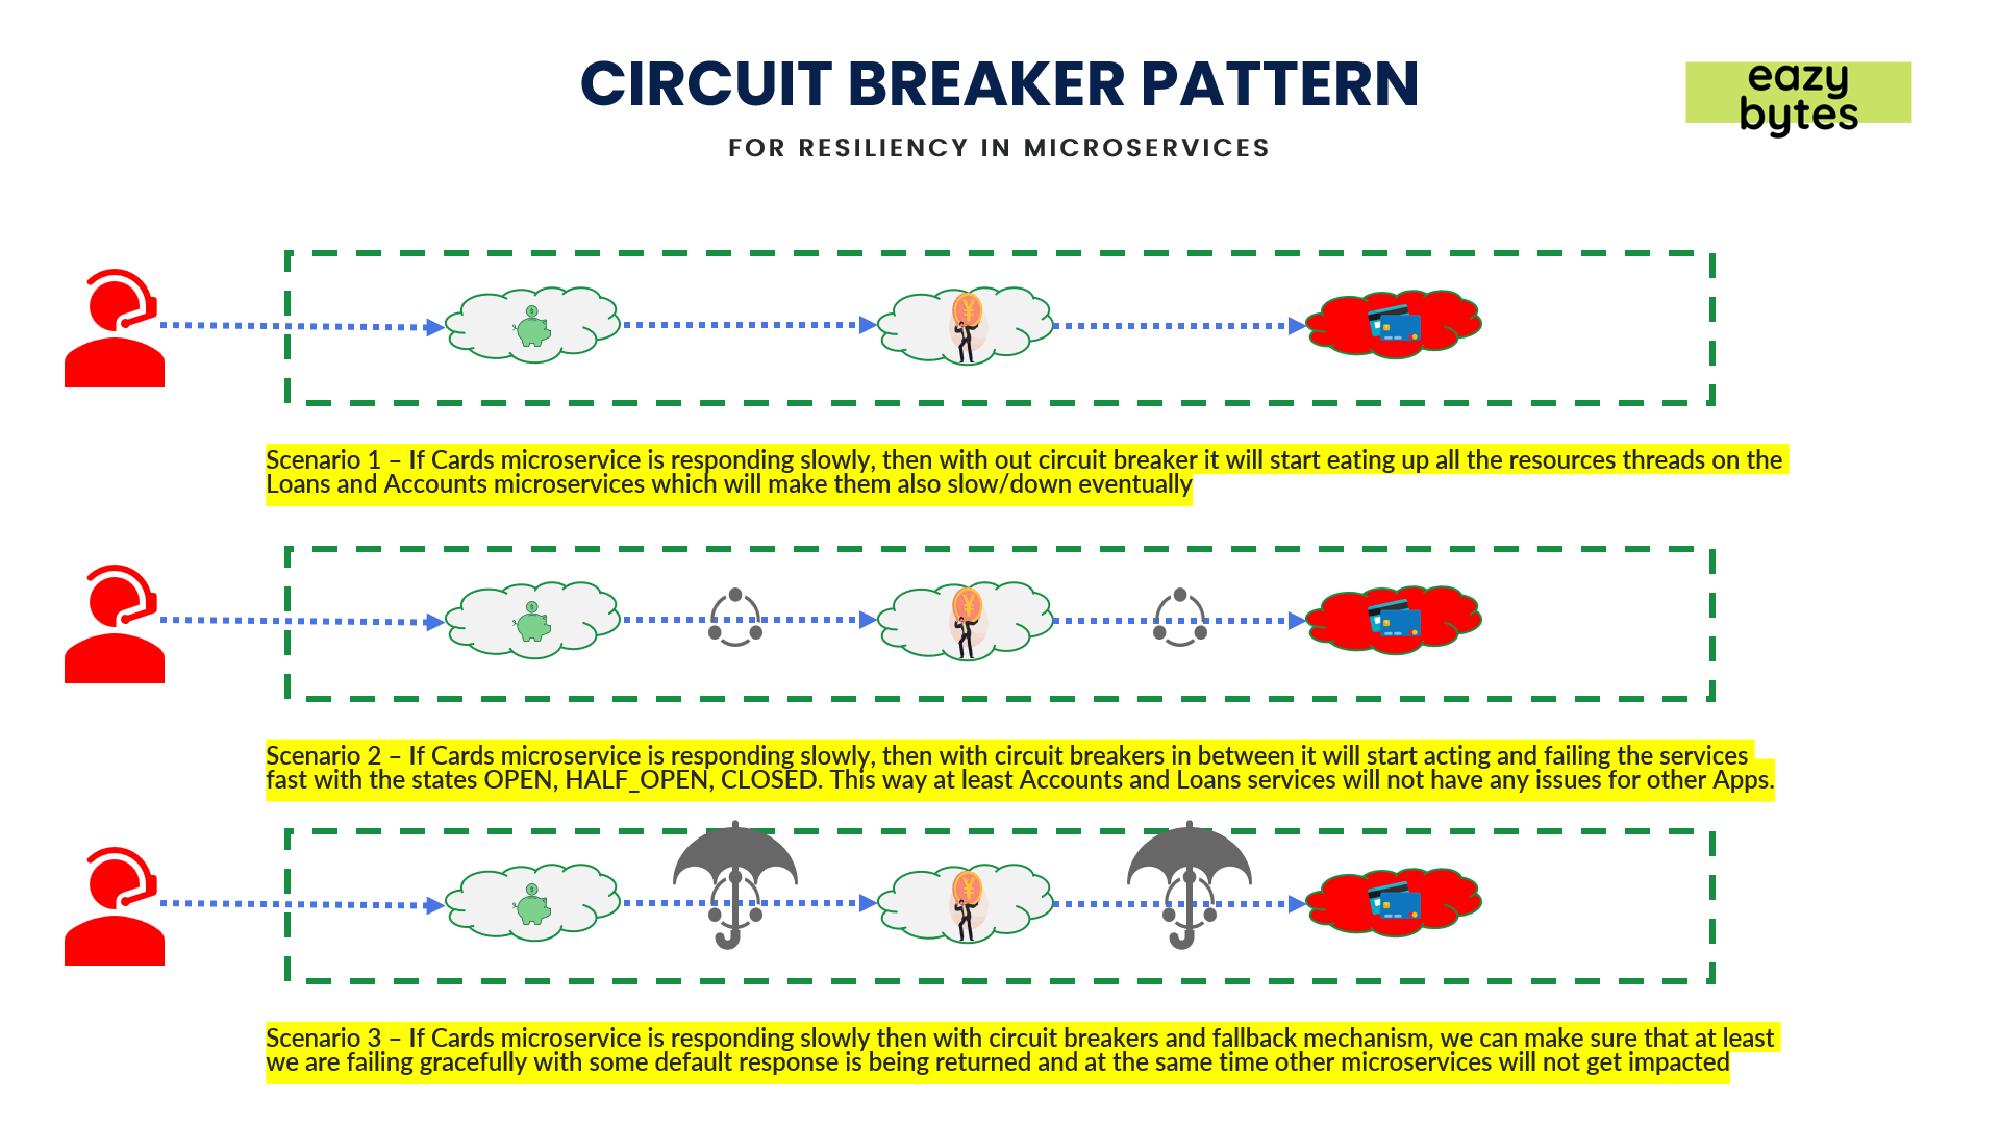 CIRCUIT BREAKER PATTERN
FOR RESILIENCY IN MICROSERVICES
eazy
bytes
Scenario 1 – If Cards microservice is responding slowly, then with out circuit breaker it will start eating up all the resources threads on the
Loans and Accounts microservices which will make them also slow/down eventually
Scenario 2 – If Cards microservice is responding slowly, then with circuit breakers in between it will start acting and failing the services
fast with the states OPEN, HALF_OPEN, CLOSED. This way at least Accounts and Loans services will not have any issues for other Apps.
Scenario 3 – If Cards microservice is responding slowly then with circuit breakers and fallback mechanism, we can make sure that at least
we are failing gracefully with some default response is being returned and at the same time other microservices will not get impacted